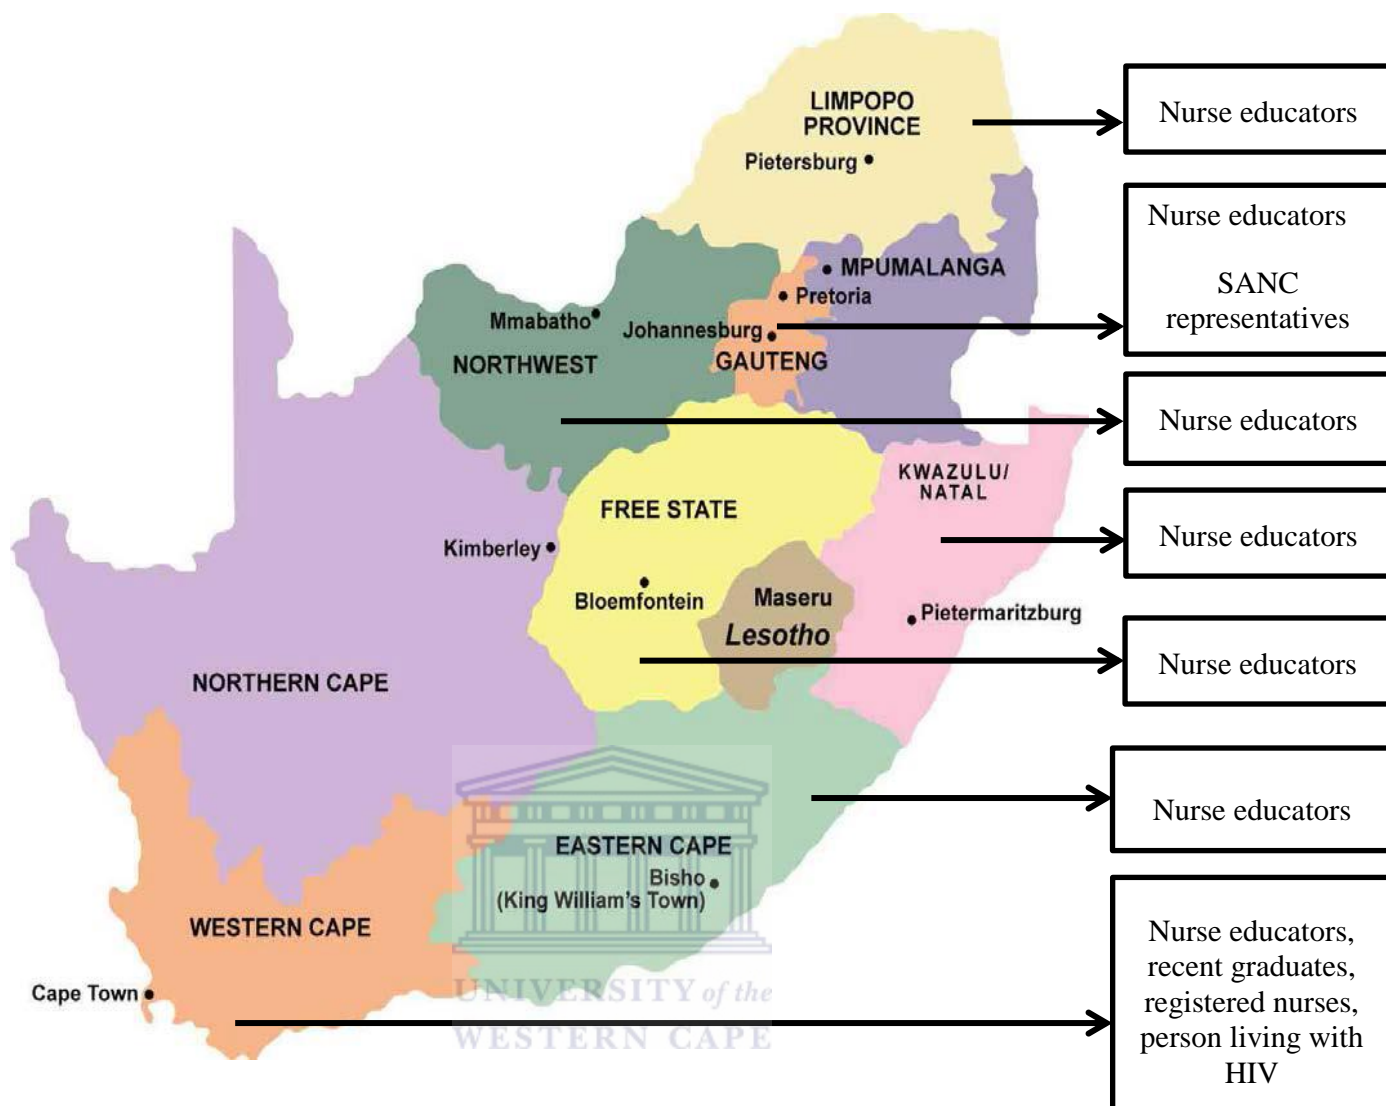 LIMPOPO
PROVINCE
Pietersburg
Nurse educators
MPUMALANGA
Pretoria
Mmabatho
Johannesburg
NORTHWEST
GAUTENG
Nurse educators
SANC
representatives
Nurse educators
KWAZULU/
NATAL
FREE STATE
Kimberley
Bloemfontein
Maseru
Lesotho
Pietermaritzburg
Nurse educators
Nurse educators
NORTHERN CAPE
EASTERN CAPE
Bisho
(King William's Town)
Nurse educators
WESTERN CAPE
Cape Town
UNIVERSITY of the
WESTERN CAPE
Nurse educators,
recent graduates,
registered nurses,
person living with
HIV